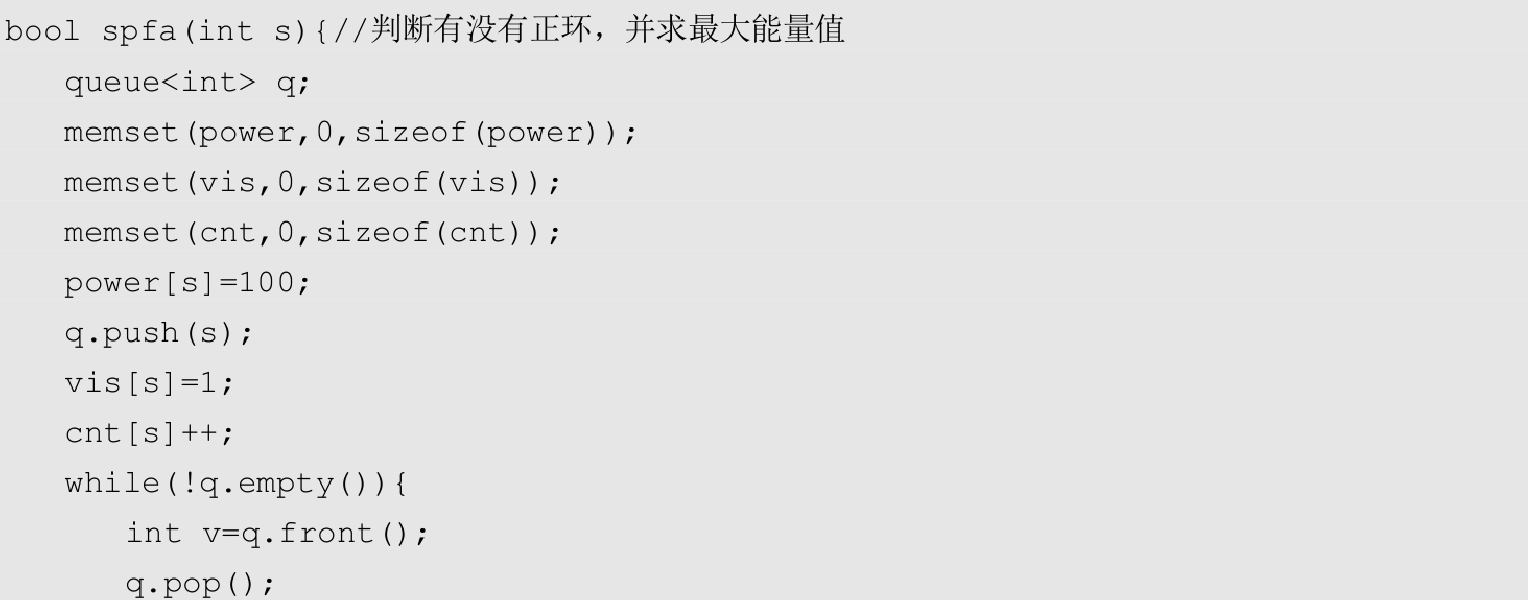 bool spfa(int s){//判断有没有正环，并求最大能量值
queue<int> q;
memset(power,0,sizeof(power));
memset(vis,0,sizeof(vis));
memset(cnt,0,sizeof(cnt));
power[s]=100;
q.push(s);
vis[s]=1;
cnt[s]++;
while(!q.empty()){
int v=q.front();
q.pop();